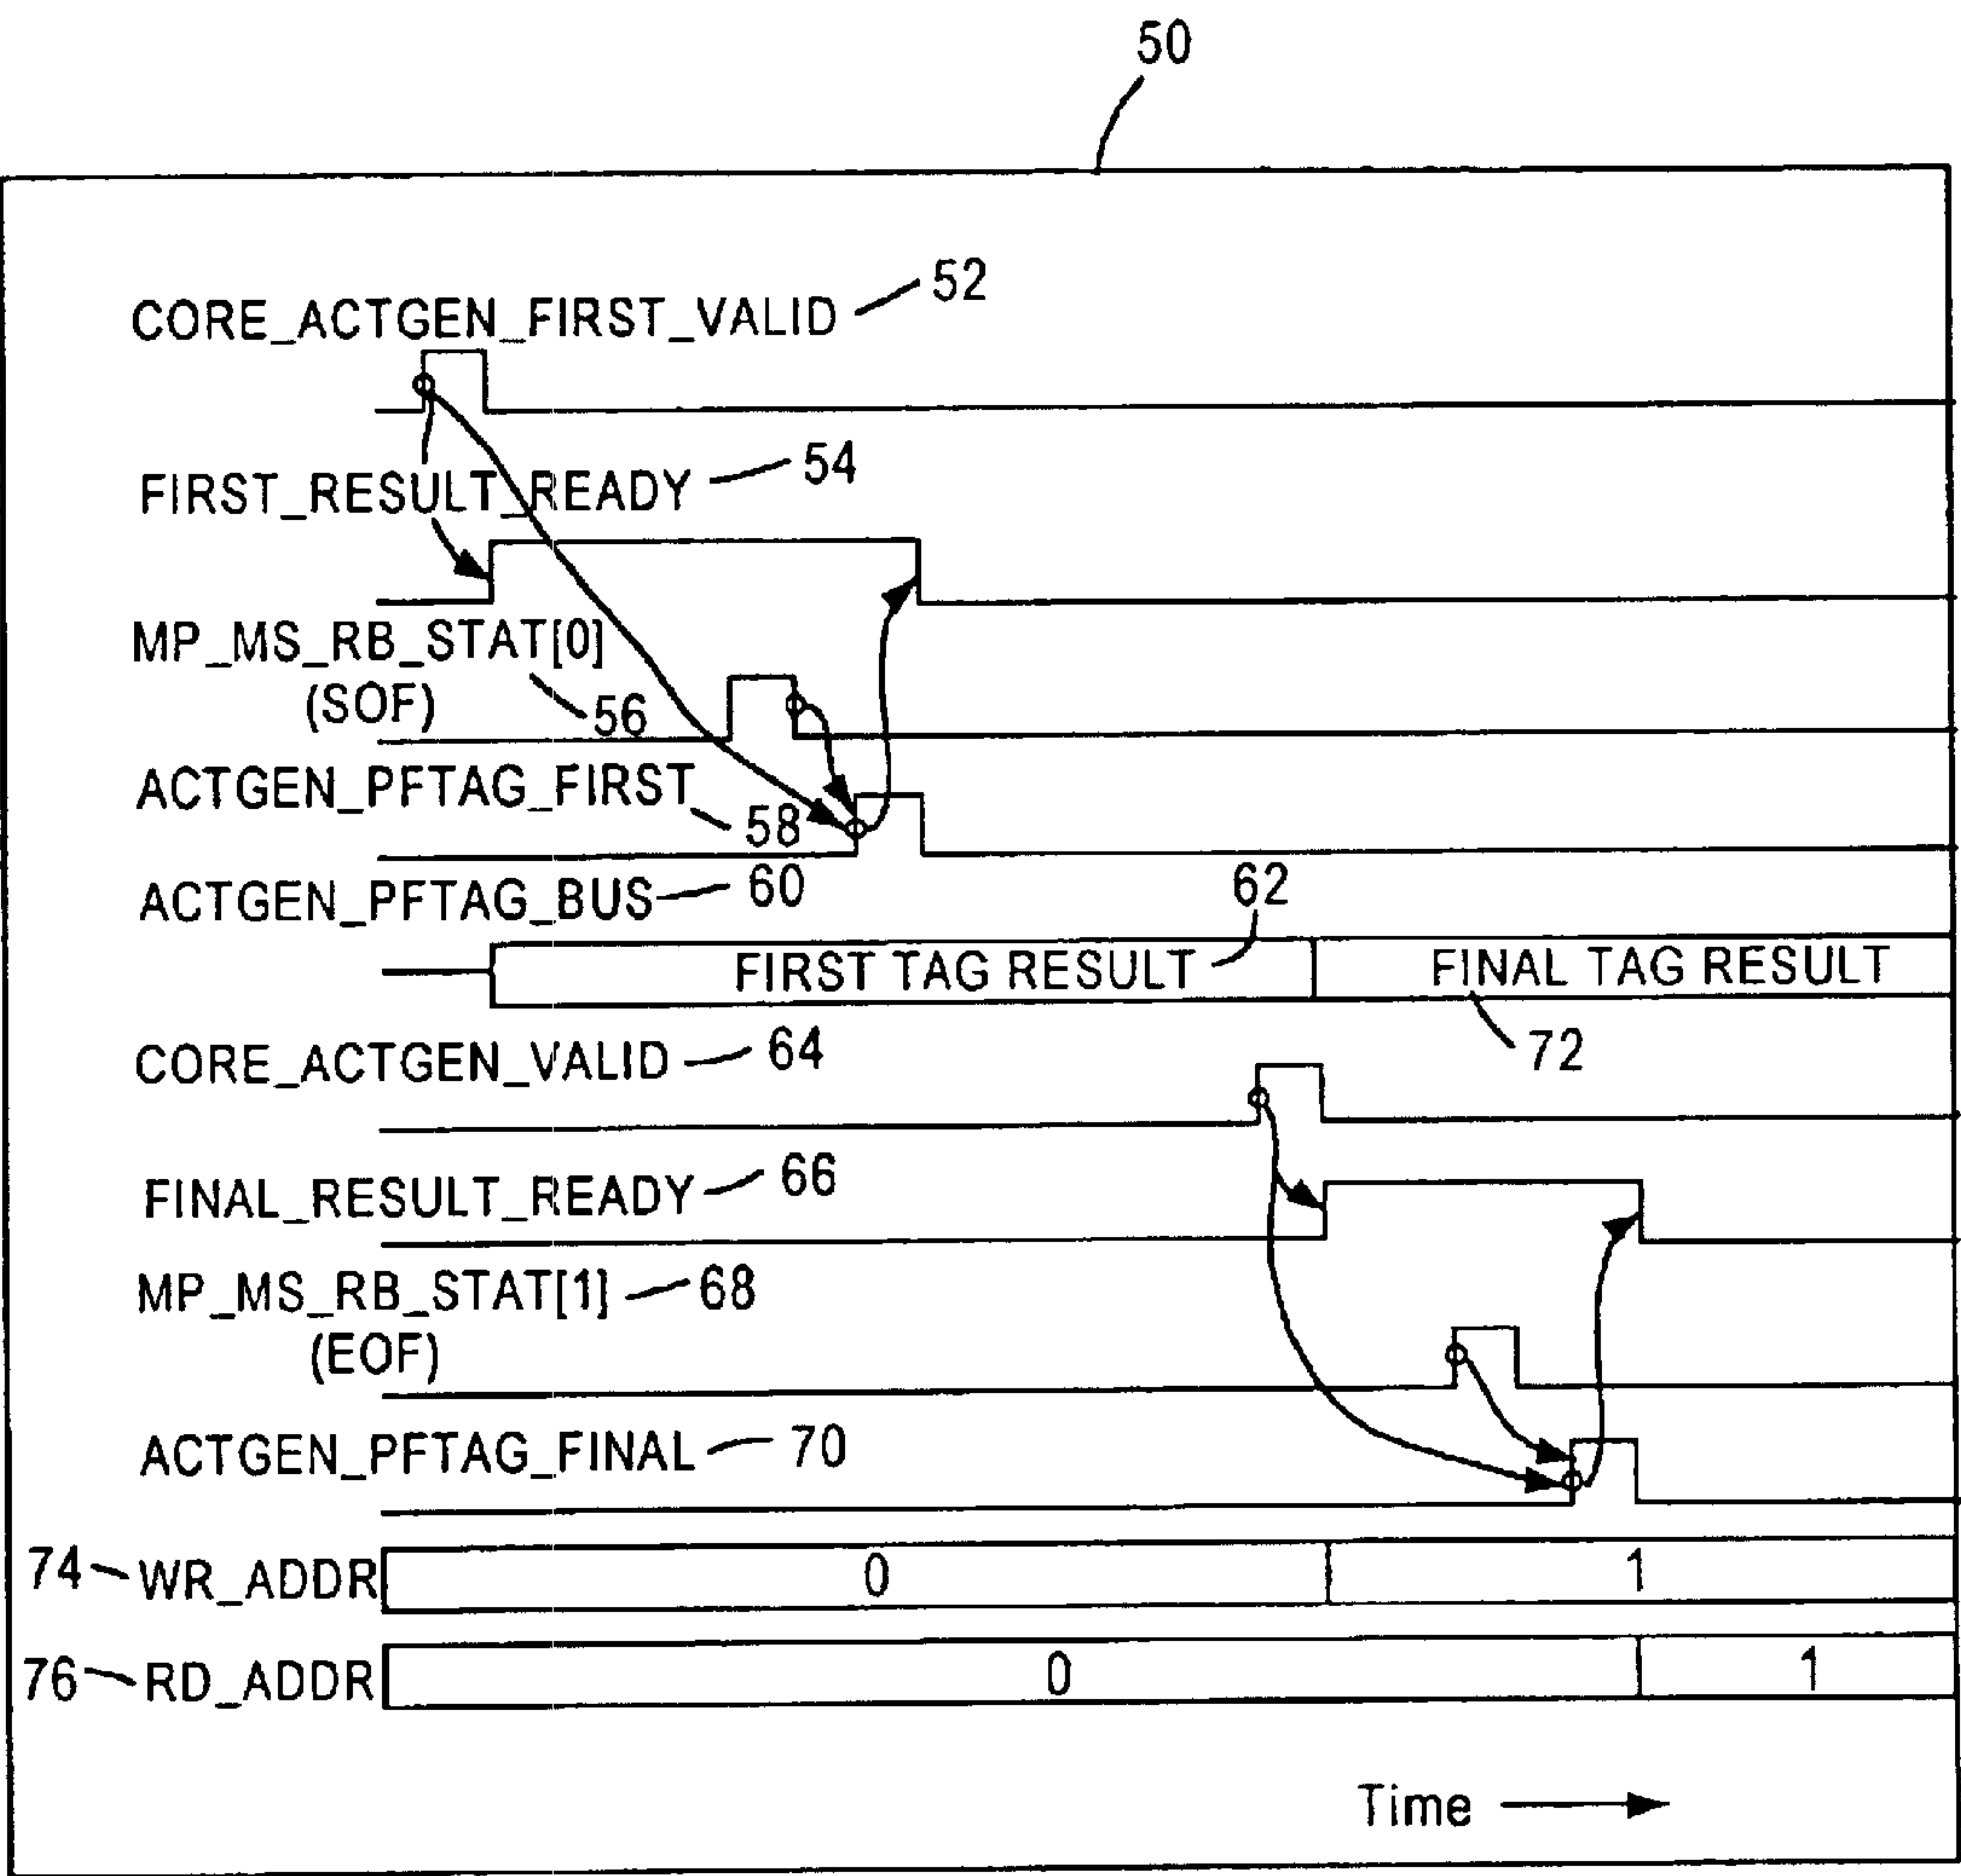 50
CORE_ACTGEN_FIRST_VALID 52
FIRST_RESULT_READY 54
MP_MS_RB_STAT[0]
(SOF) 56
ACTGEN_PFTAG_FIRST 58
ACTGEN_PFTAG_BUS 60
FIRST TAG RESULT 62 FINAL TAG RESULT
72
CORE_ACTGEN_VALID 64
FINAL_RESULT_READY 66
MP_MS_RB_STAT[1] 68
(EOF)
ACTGEN_PFTAG_FINAL 70
74 WR_ADDR 0 1
76 RD_ADDR 0 1
Time